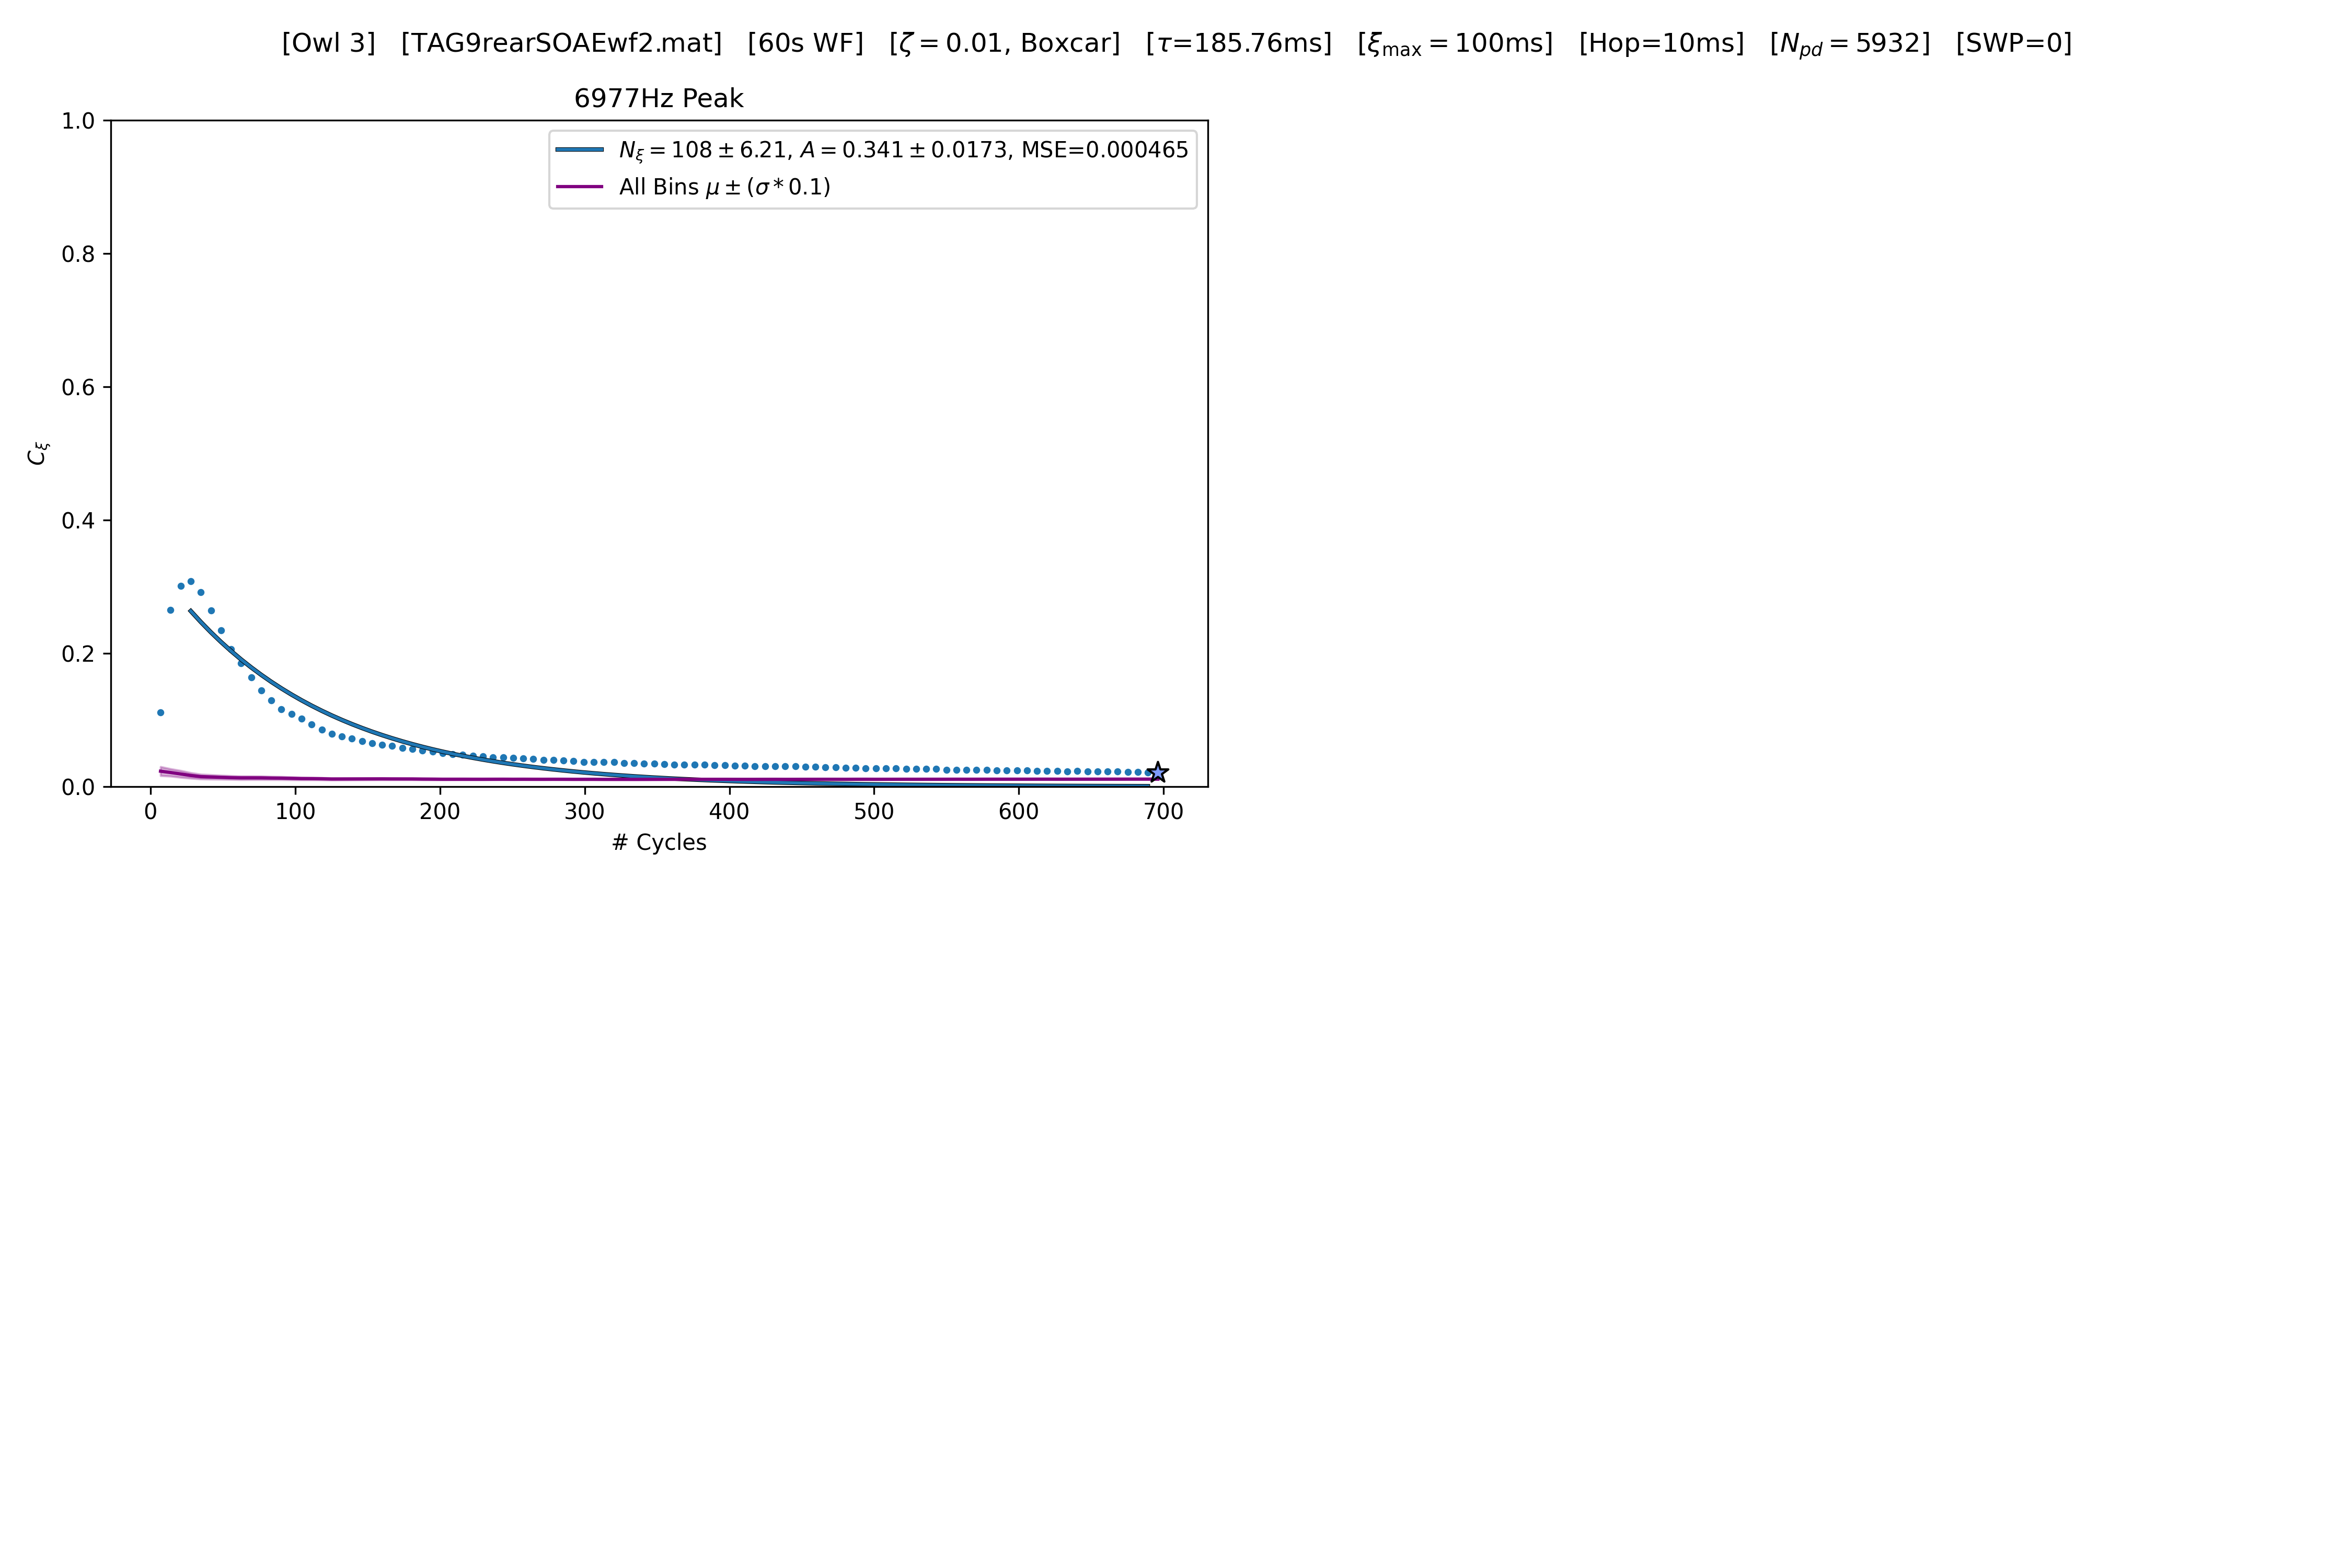 [Owl 3] [TAG9rearSOAEwf2.mat] [60s WF] [ζ = 0.01, Boxcar] [τ=185.76ms] [ξmax = 100ms] [Hop=10ms] [Npd = 5932] [SWP=0]
6977Hz Peak
Nξ = 108 ± 6.21, A = 0.341 ± 0.0173, MSE=0.000465
All Bins μ ± (σ * 0.1)
1.0
0.8
0.6
0.4
0.2
0.0
Cξ
0 100 200 300 400 500 600 700
# Cycles